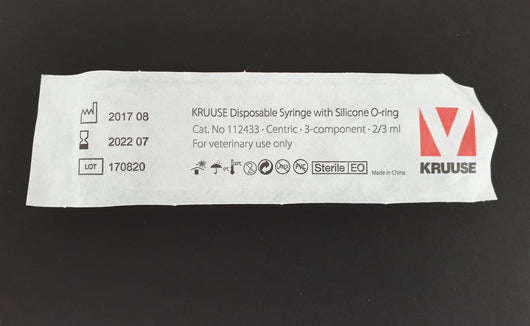 2017 08
2022 07
LOT 170820
KRUUSE Disposable Syringe with Silicone O-ring
Cat. No 112433 · Centric · 3-component · 2/3 ml
For veterinary use only
Sterile EO
Made in China
KRUUSE